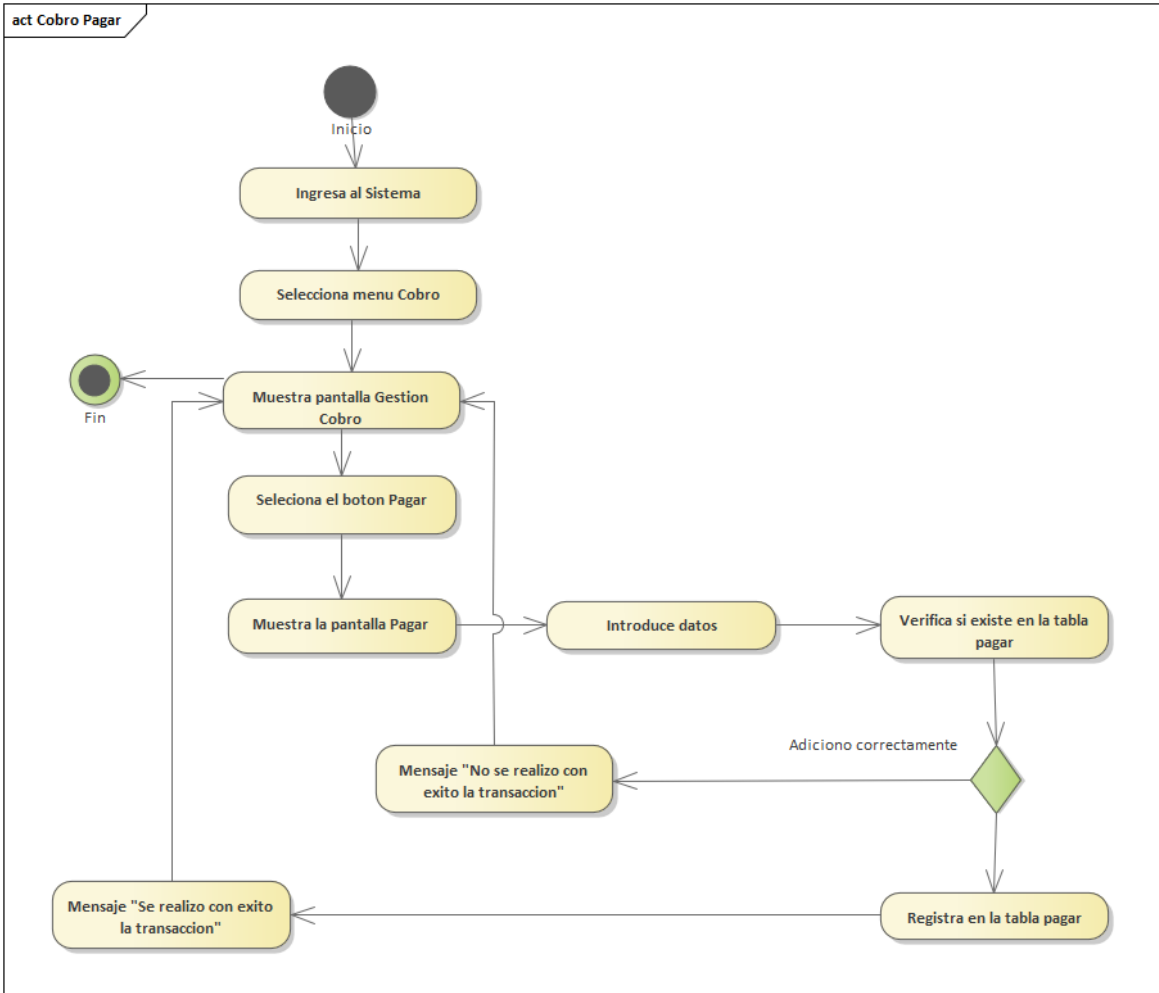 act Cobro Pagar
Inicio
Ingresa al Sistema
Selecciona menu Cobro
Muestra pantalla Gestion
Cobro
Fin
Seleciona el boton Pagar
Muestra la pantalla Pagar
Introduce datos
Verifica si existe en la tabla
pagar
Adiciono correctamente
Mensaje "No se realizo con
exito la transaccion"
Mensaje "Se realizo con exito
la transaccion"
Registra en la tabla pagar